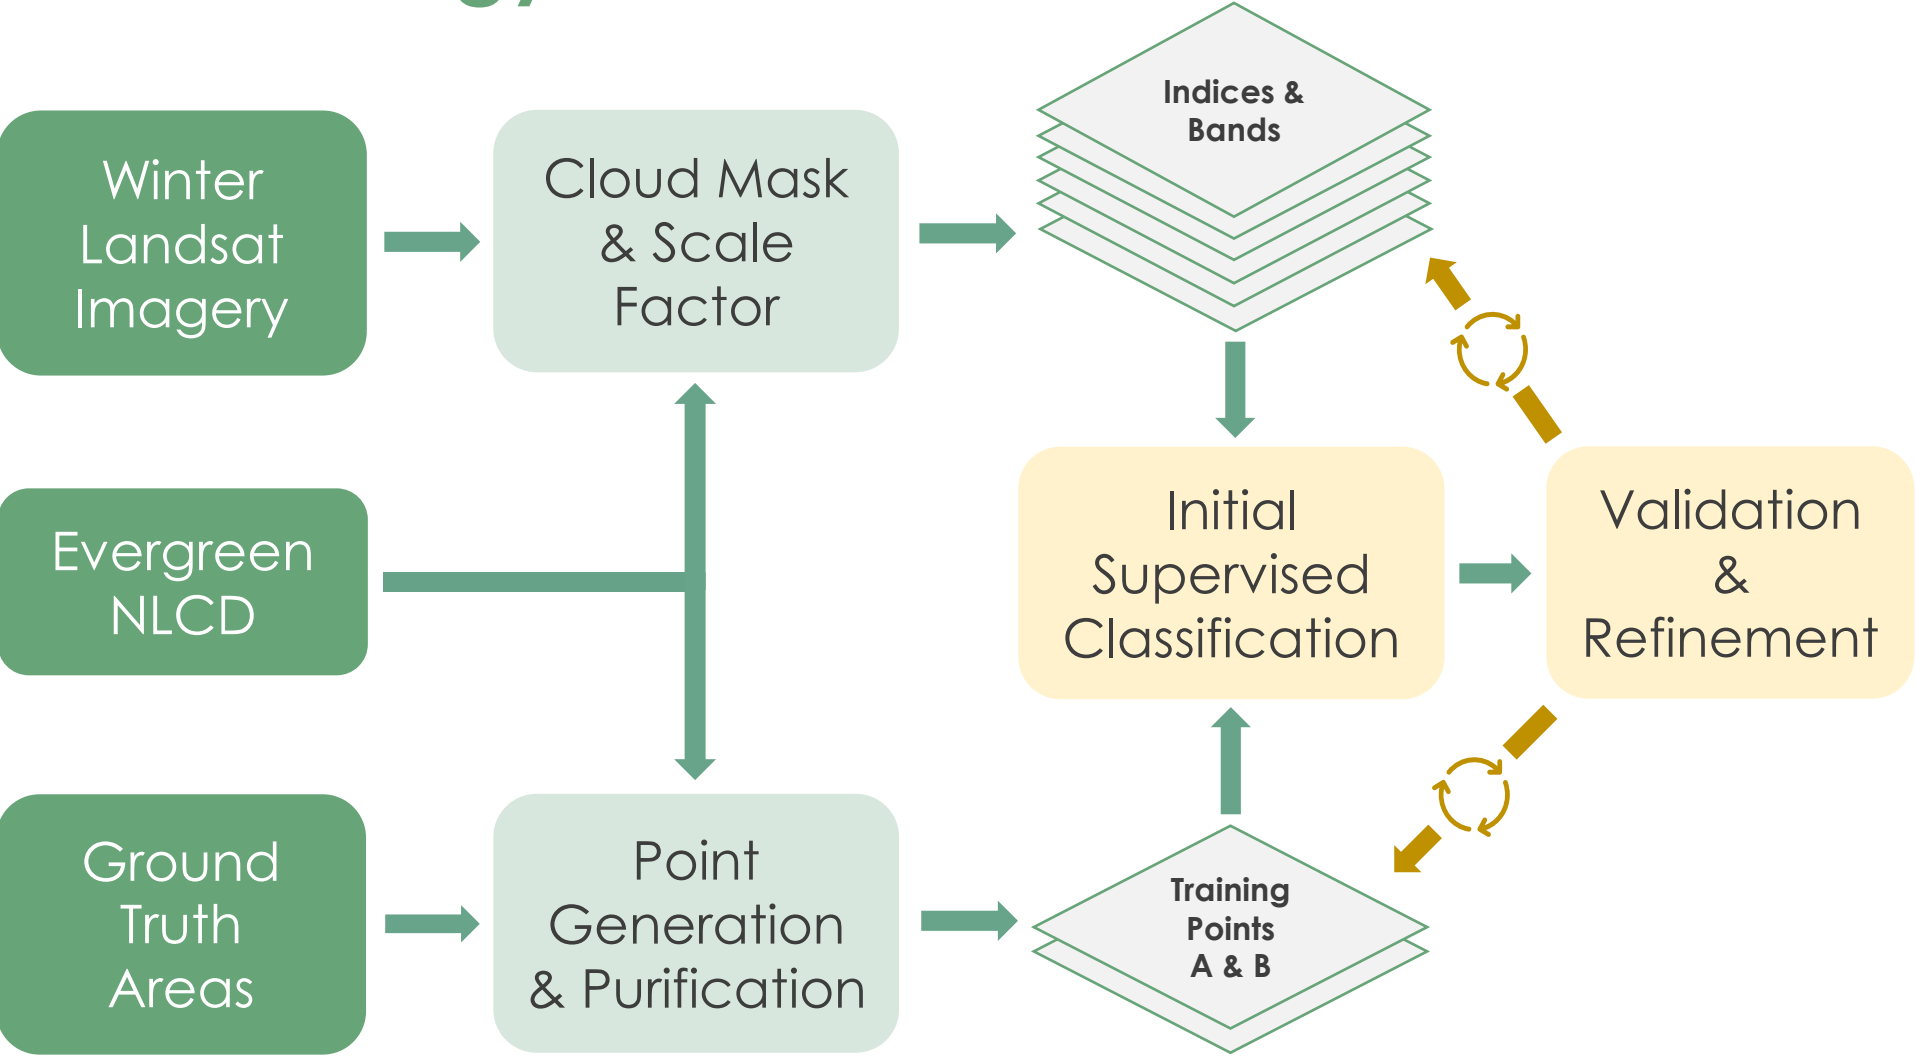 Winter
Landsat
Imagery
Cloud Mask
& Scale
Factor
Indices &
Bands
Evergreen
NLCD
Initial
Supervised
Classification
Validation
&
Refinement
Ground
Truth
Areas
Point
Generation
& Purification
Training
Points
A & B